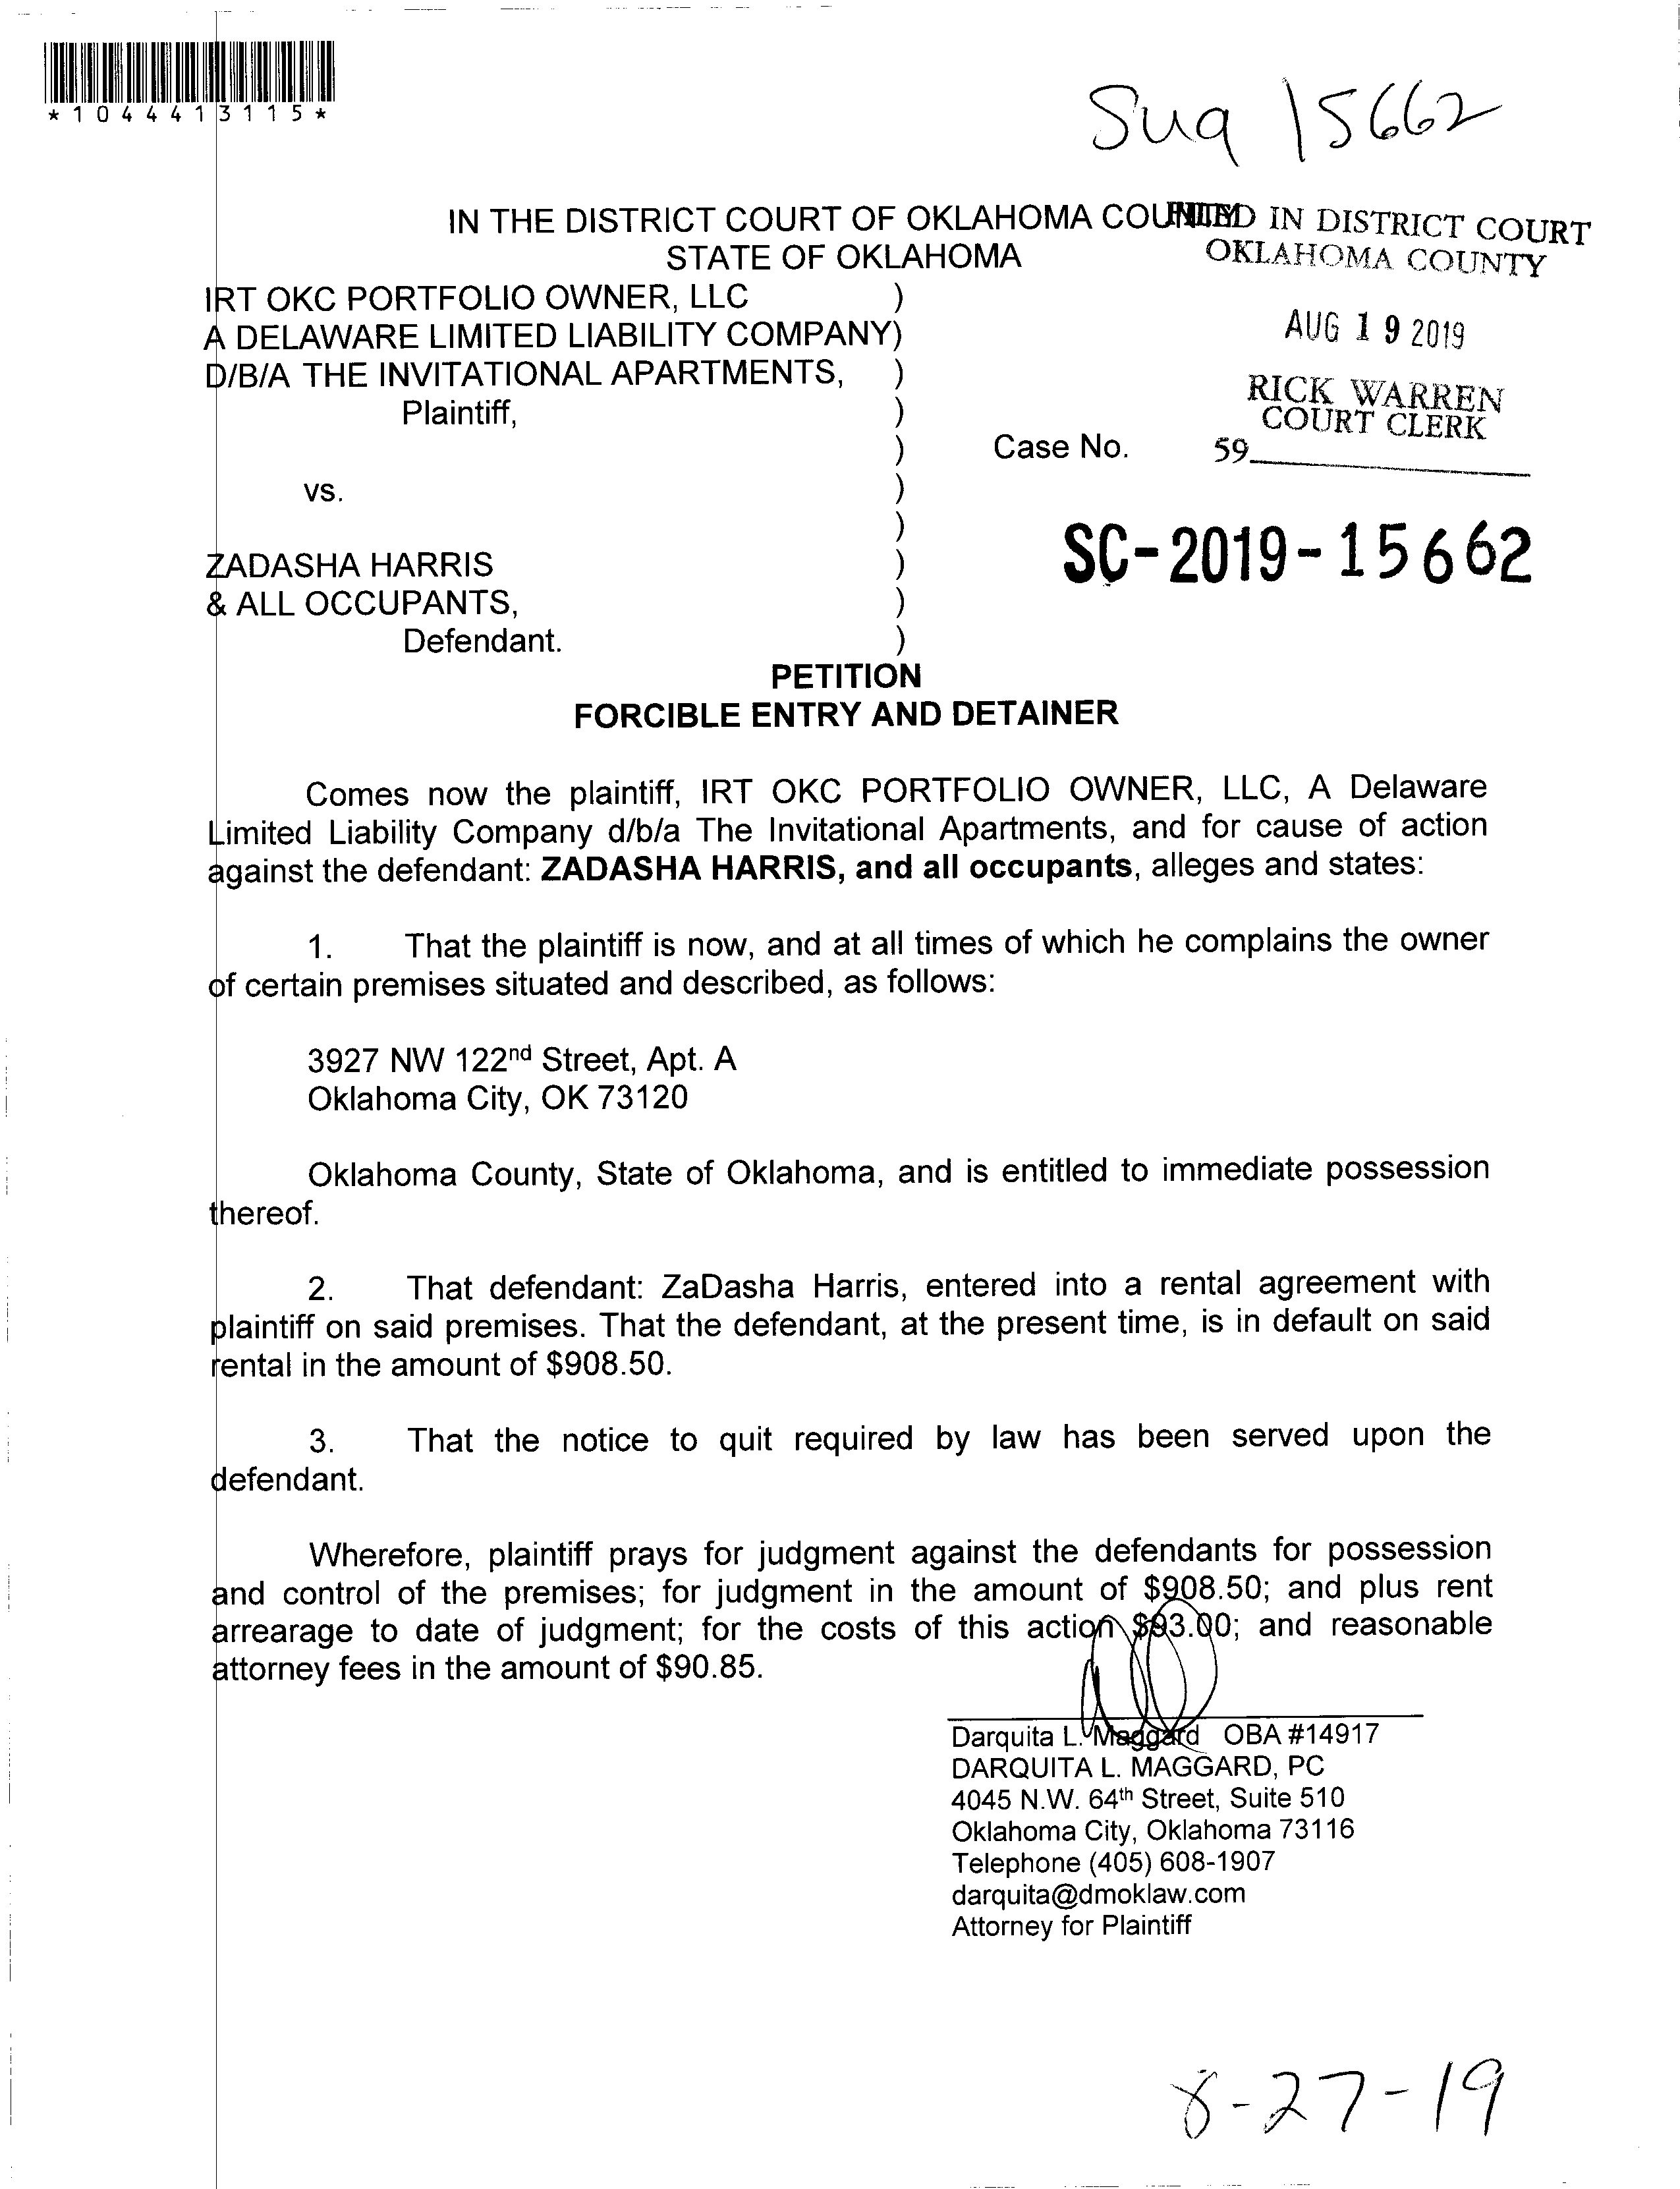 *1044413115*
Sug 15662
IN THE DISTRICT COURT OF OKLAHOMA COUNTY
STATE OF OKLAHOMA
FILED IN DISTRICT COURT
OKLAHOMA COUNTY
AUG 19 2019
RICK WARREN
COURT CLERK
59
IRT OKC PORTFOLIO OWNER, LLC )
A DELAWARE LIMITED LIABILITY COMPANY)
D/B/A THE INVITATIONAL APARTMENTS, )
Plaintiff, )
) Case No.
vs. )
)
ZADASHA HARRIS )
& ALL OCCUPANTS, )
Defendant. )
SC-2019-15662
PETITION
FORCIBLE ENTRY AND DETAINER
Comes now the plaintiff, IRT OKC PORTFOLIO OWNER, LLC, A Delaware
Limited Liability Company d/b/a The Invitational Apartments, and for cause of action
against the defendant: ZADASHA HARRIS, and all occupants, alleges and states:
1. That the plaintiff is now, and at all times of which he complains the owner
of certain premises situated and described, as follows:
3927 NW 122nd Street, Apt. A
Oklahoma City, OK 73120
Oklahoma County, State of Oklahoma, and is entitled to immediate possession
thereof.
2. That defendant: ZaDasha Harris, entered into a rental agreement with
plaintiff on said premises. That the defendant, at the present time, is in default on said
rental in the amount of $908.50.
3. That the notice to quit required by law has been served upon the
defendant.
Wherefore, plaintiff prays for judgment against the defendants for possession
and control of the premises; for judgment in the amount of $908.50; and plus rent
arrearage to date of judgment; for the costs of this action $93.00; and reasonable
attorney fees in the amount of $90.85.
Darquita L. Maggard OBA #14917
DARQUITA L. MAGGARD, PC
4045 N.W. 64th Street, Suite 510
Oklahoma City, Oklahoma 73116
Telephone (405) 608-1907
darquita@dmoklaw.com
Attorney for Plaintiff
8-27-19